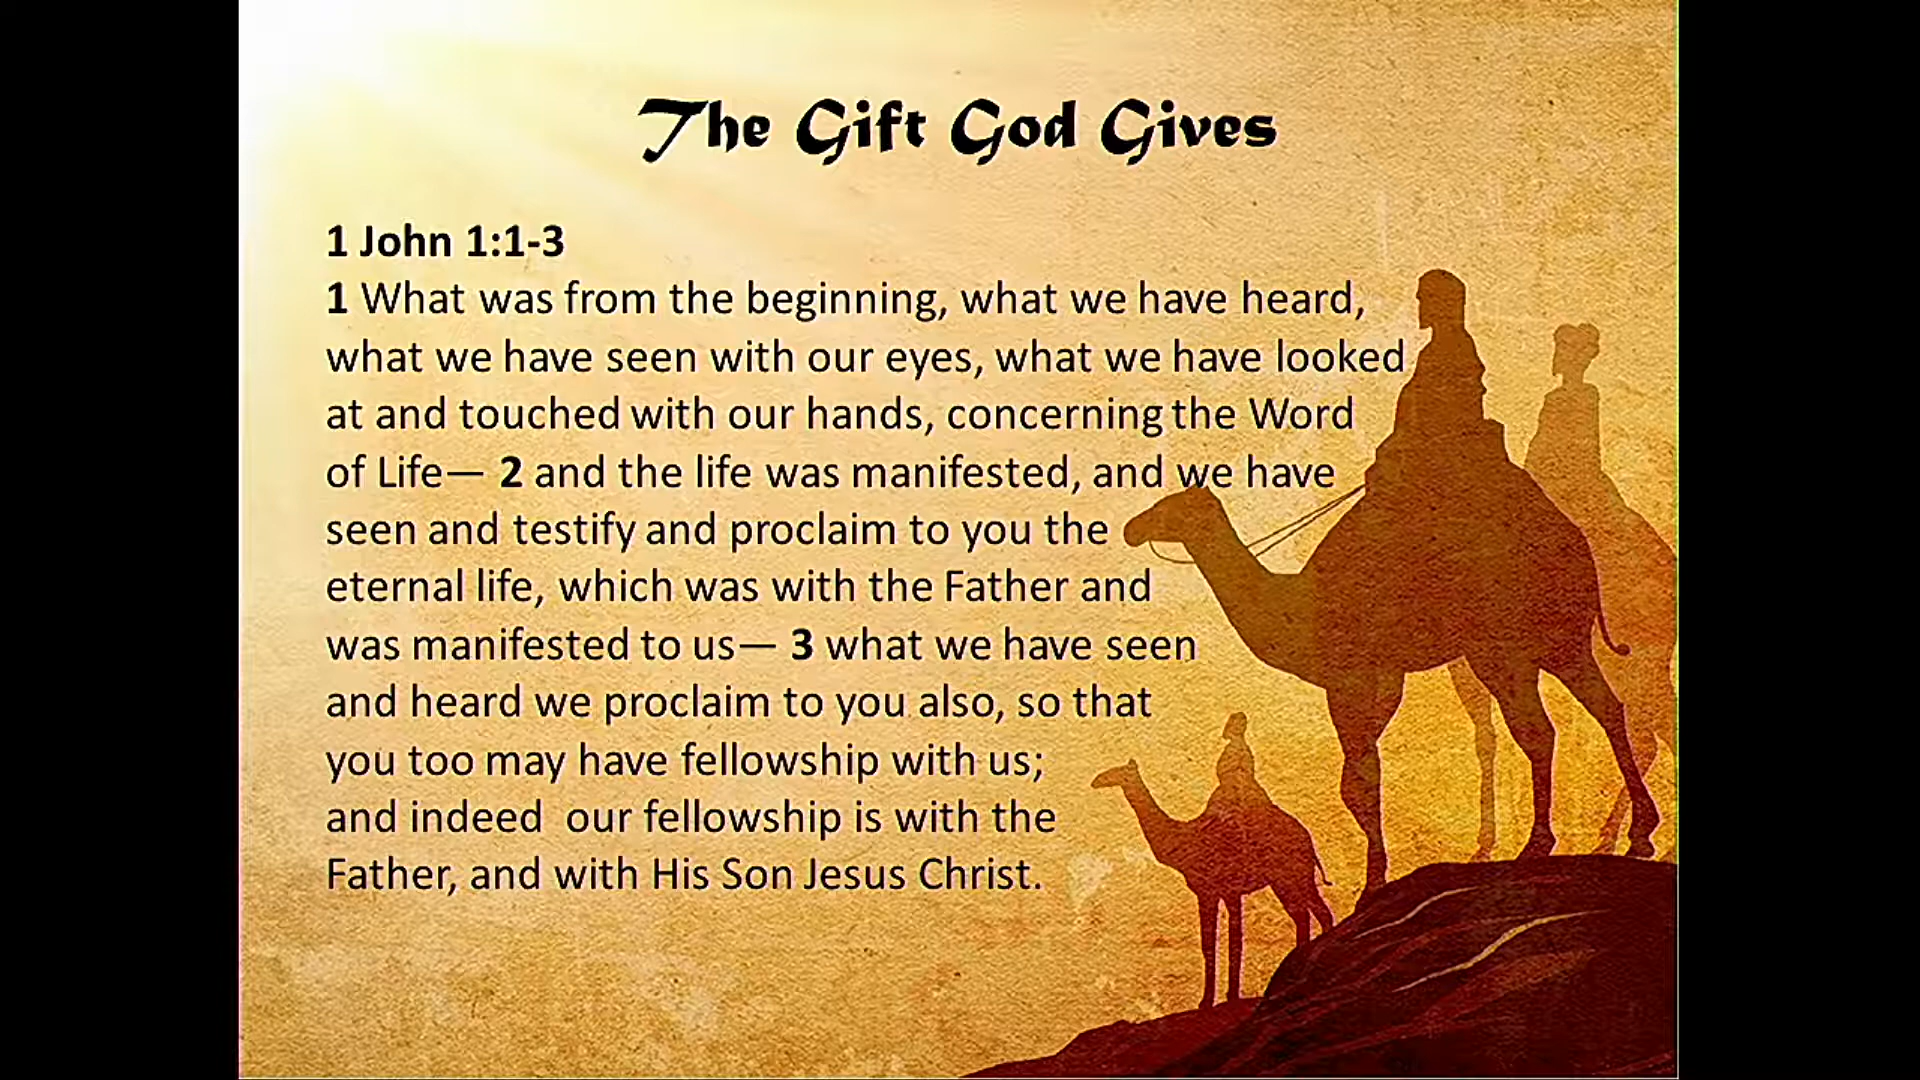 The Gift God Gives
1 John 1:1-3
1 What was from the beginning, what we have heard,
what we have seen with our eyes, what we have looked
at and touched with our hands, concerning the Word
of Life— 2 and the life was manifested, and we have
seen and testify and proclaim to you the
eternal life, which was with the Father and
was manifested to us— 3 what we have seen
and heard we proclaim to you also, so that
you too may have fellowship with us;
and indeed  our fellowship is with the
Father, and with His Son Jesus Christ.